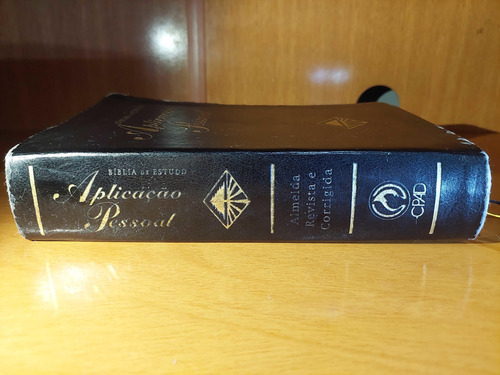 BÍBLIA DE ESTUDO
Aplicação
Pessoal
Almeida
Revista e
Corrigida
CPAD